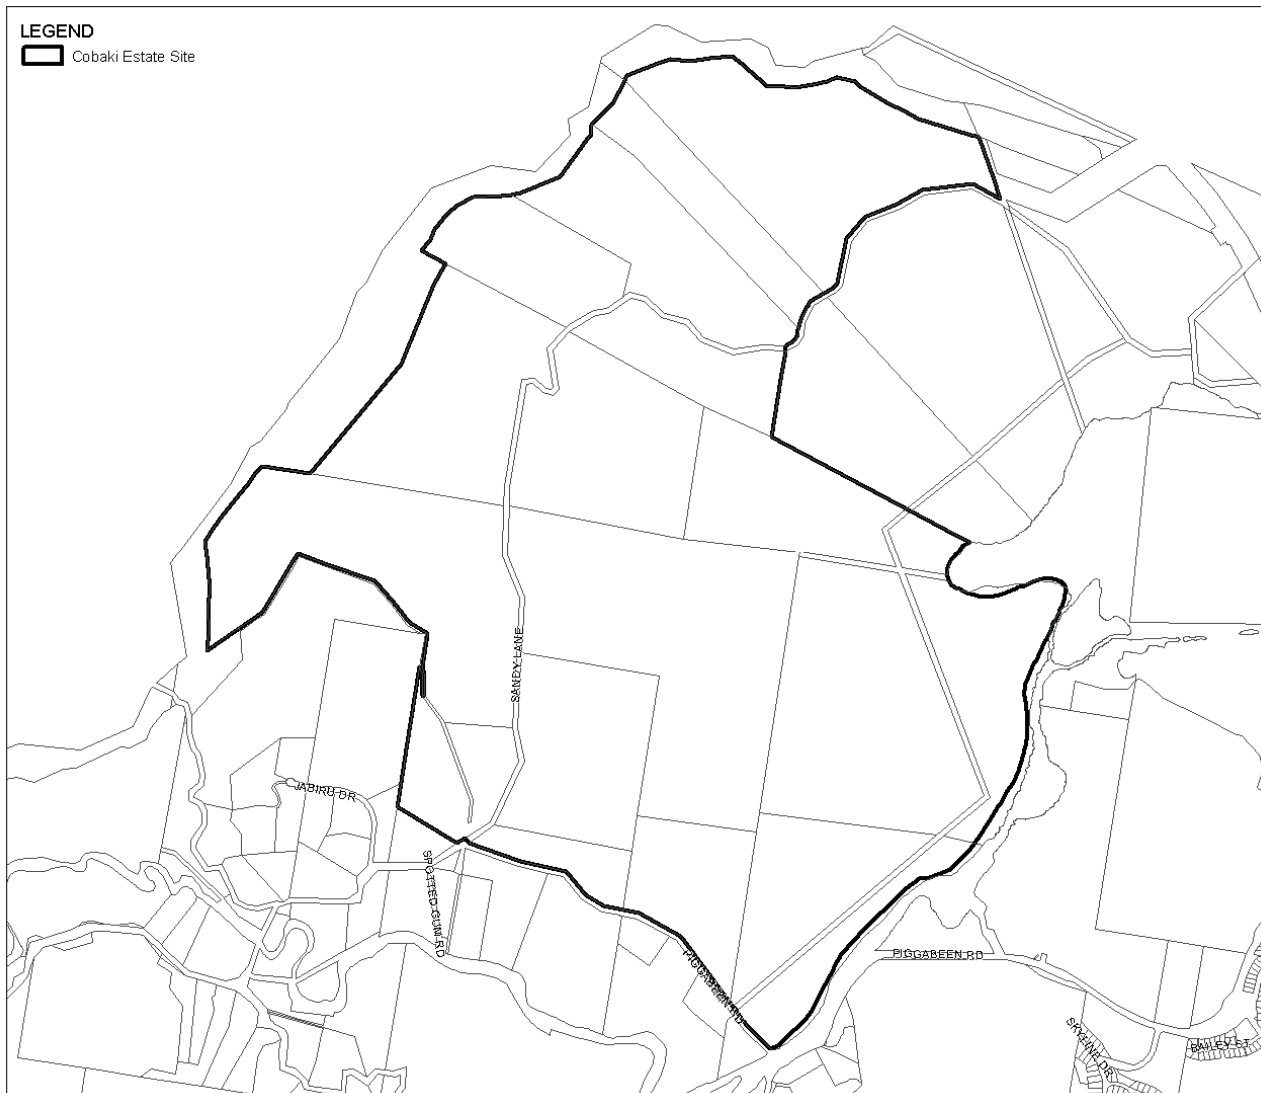 LEGEND
Cobaki Estate Site
SANDY LANE
JABIRU DR
SPOTTED GUM RD
PIGGABEEN RD
PIGGABEEN RD
SKYLINE DR
BAILEY ST